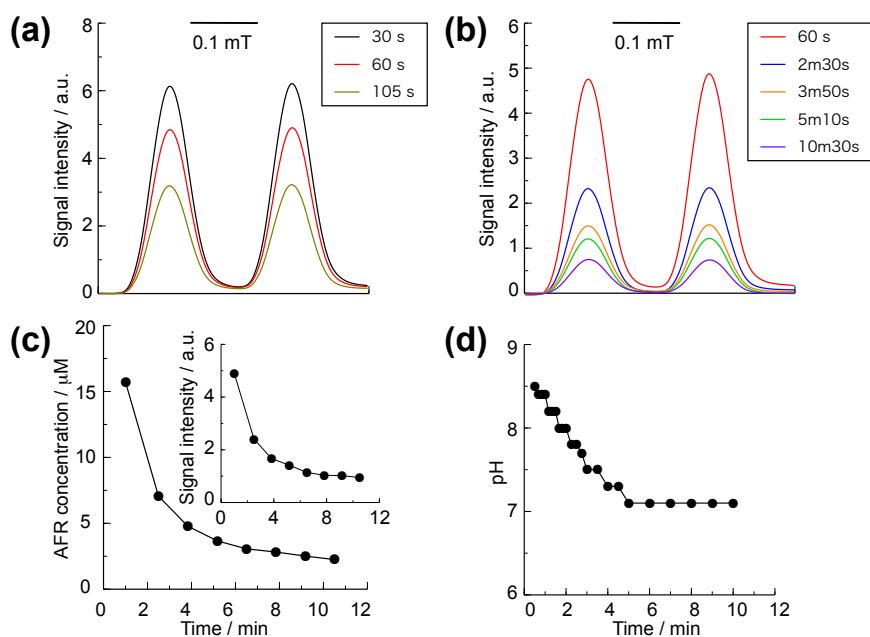 (a)
0.1 mT
30 s
60 s
105 s
Signal intensity / a.u.
8
6
4
2
0
(b)
0.1 mT
60 s
2m30s
3m50s
5m10s
10m30s
Signal intensity / a.u.
6
5
4
3
2
1
0
(c)
AFR concentration / μM
20
15
10
5
0
0 2 4 6 8 10 12
Time / min
Signal intensity / a.u.
6
4
2
0
0 4 8 12
(d)
pH
9
8
7
6
0 2 4 6 8 10 12
Time / min